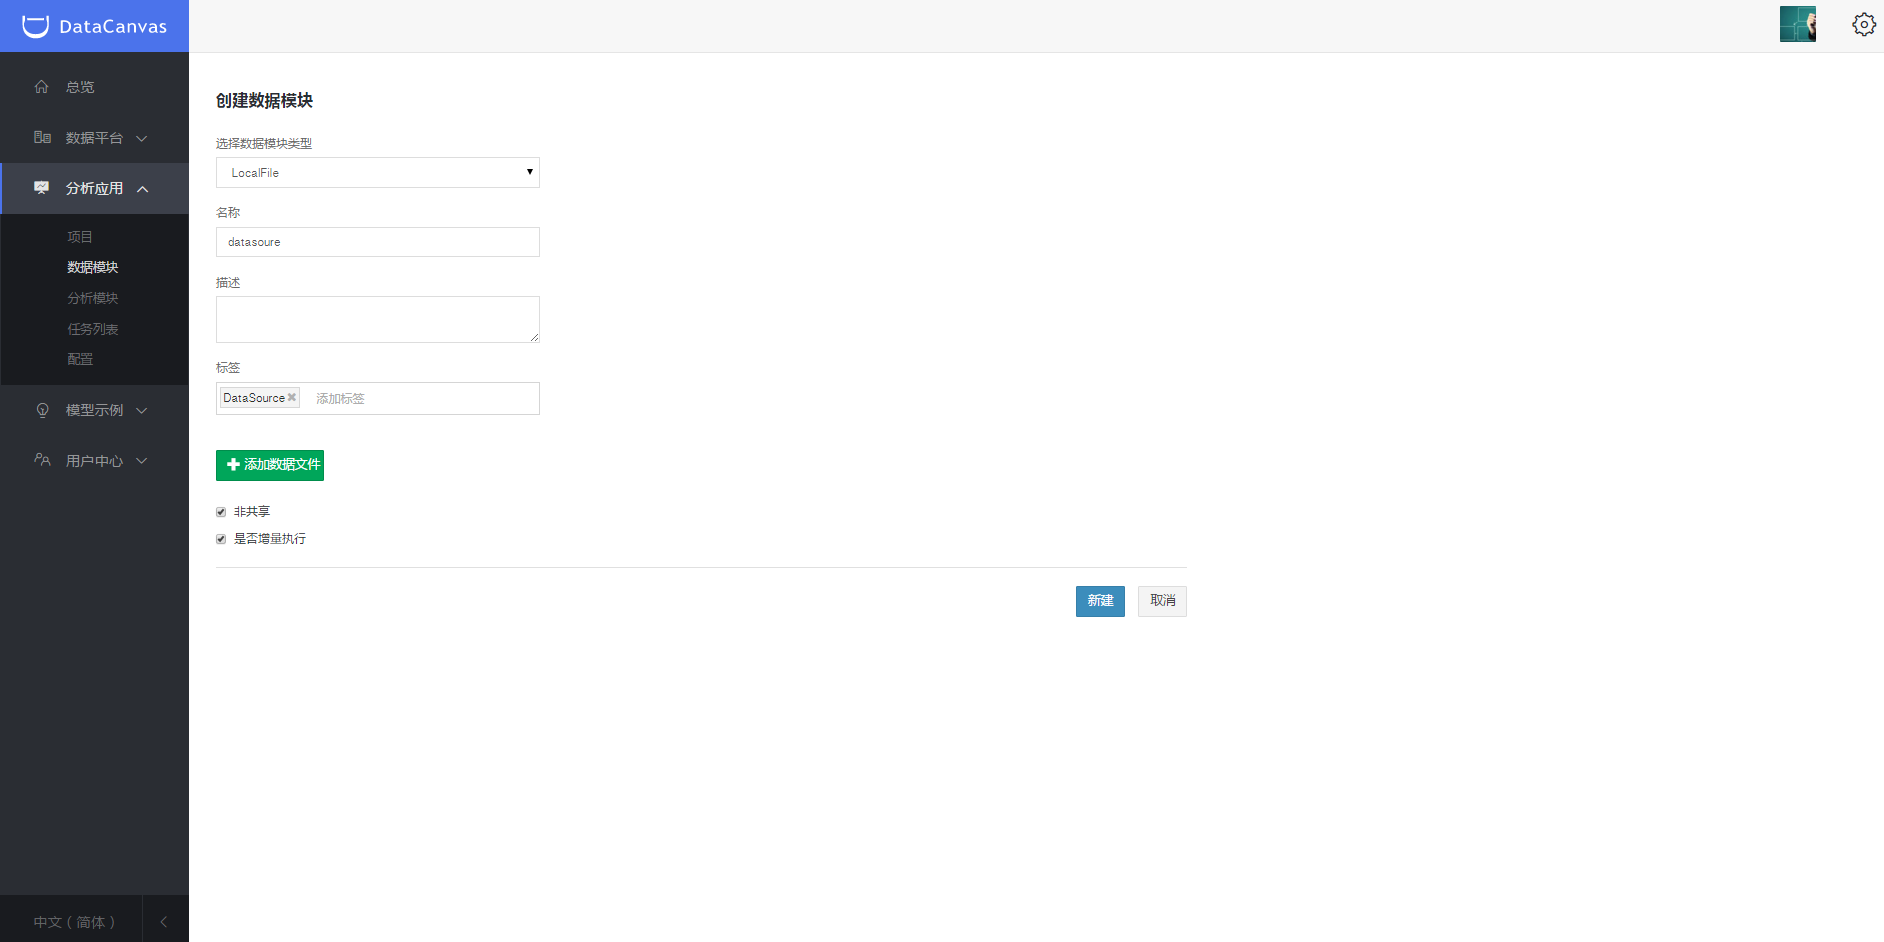 DataCanvas
总览
数据平台
分析应用
项目
数据模块
分析模块
任务列表
配置
模型示例
用户中心
中文（简体）
创建数据模块
选择数据模块类型
LocalFile
名称
datasoure
描述
标签
DataSource 添加标签
添加数据文件
非共享
是否增量执行
新建 取消